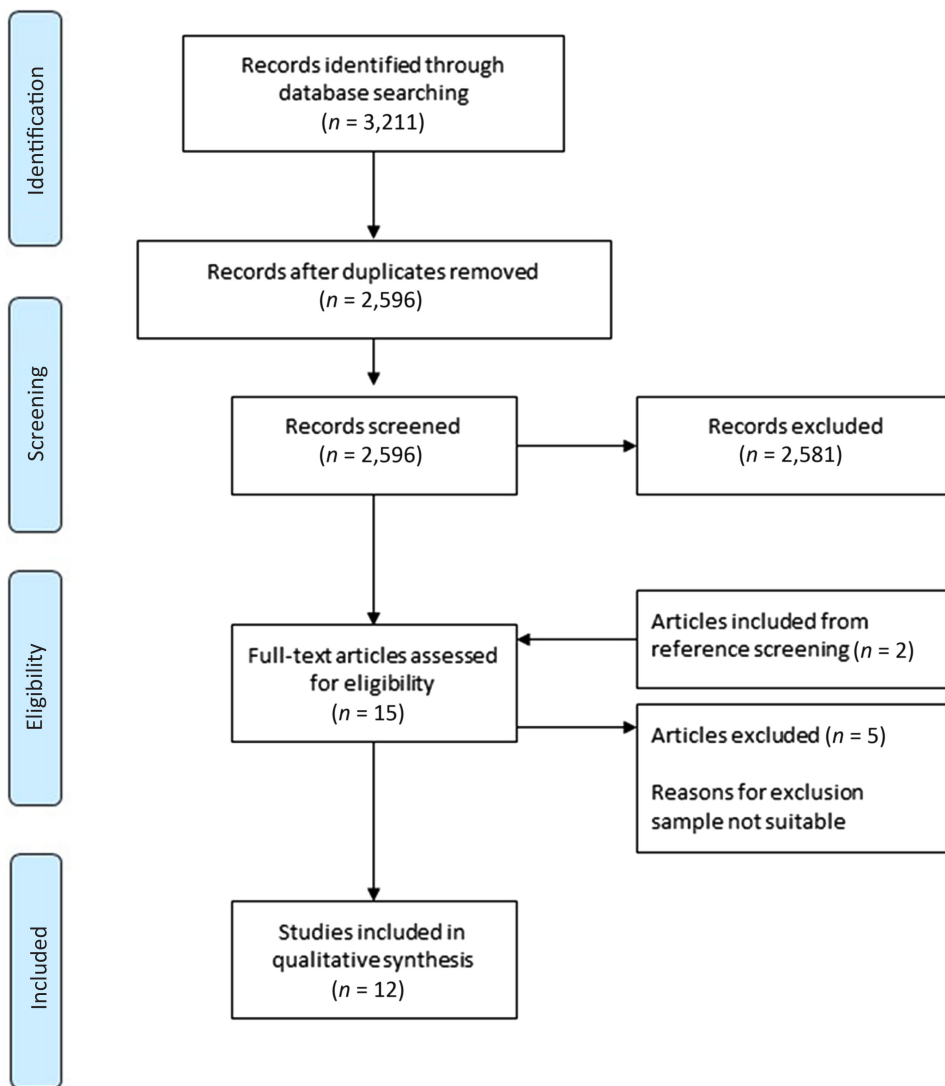 Identification
Records identified through
database searching
(n = 3,211)
Records after duplicates removed
(n = 2,596)
Screening
Records screened
(n = 2,596)
Records excluded
(n = 2,581)
Eligibility
Full-text articles assessed
for eligibility
(n = 15)
Articles included from
reference screening (n = 2)
Articles excluded (n = 5)
Reasons for exclusion
sample not suitable
Included
Studies included in
qualitative synthesis
(n = 12)